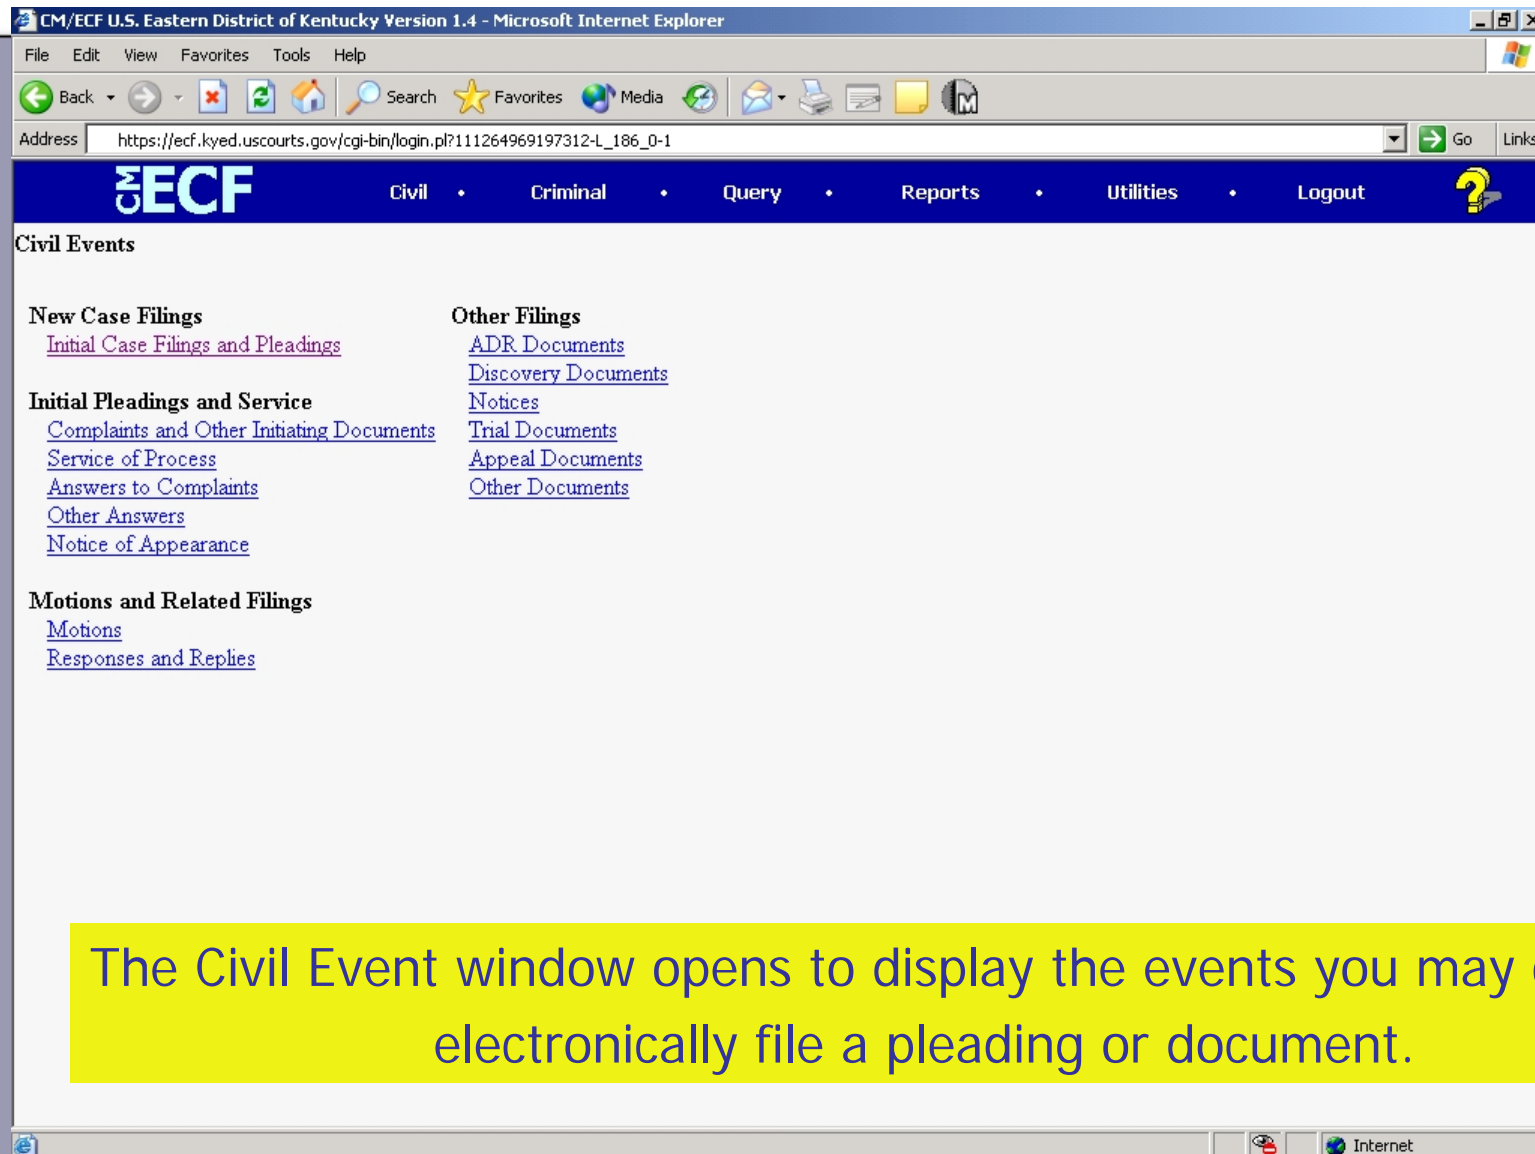 CM/ECF U.S. Eastern District of Kentucky Version 1.4 - Microsoft Internet Explorer
File Edit View Favorites Tools Help
Back Search Favorites Media
Address https://ecf.kyed.uscourts.gov/cgi-bin/login.pl?111264969197312-L_186_0-1 Go Links
CM ECF Civil • Criminal • Query • Reports • Utilities • Logout ?
Civil Events
New Case Filings
Initial Case Filings and Pleadings
Initial Pleadings and Service
Complaints and Other Initiating Documents
Service of Process
Answers to Complaints
Other Answers
Notice of Appearance
Motions and Related Filings
Motions
Responses and Replies
Other Filings
ADR Documents
Discovery Documents
Notices
Trial Documents
Appeal Documents
Other Documents
The Civil Event window opens to display the events you may
electronically file a pleading or document.
Internet